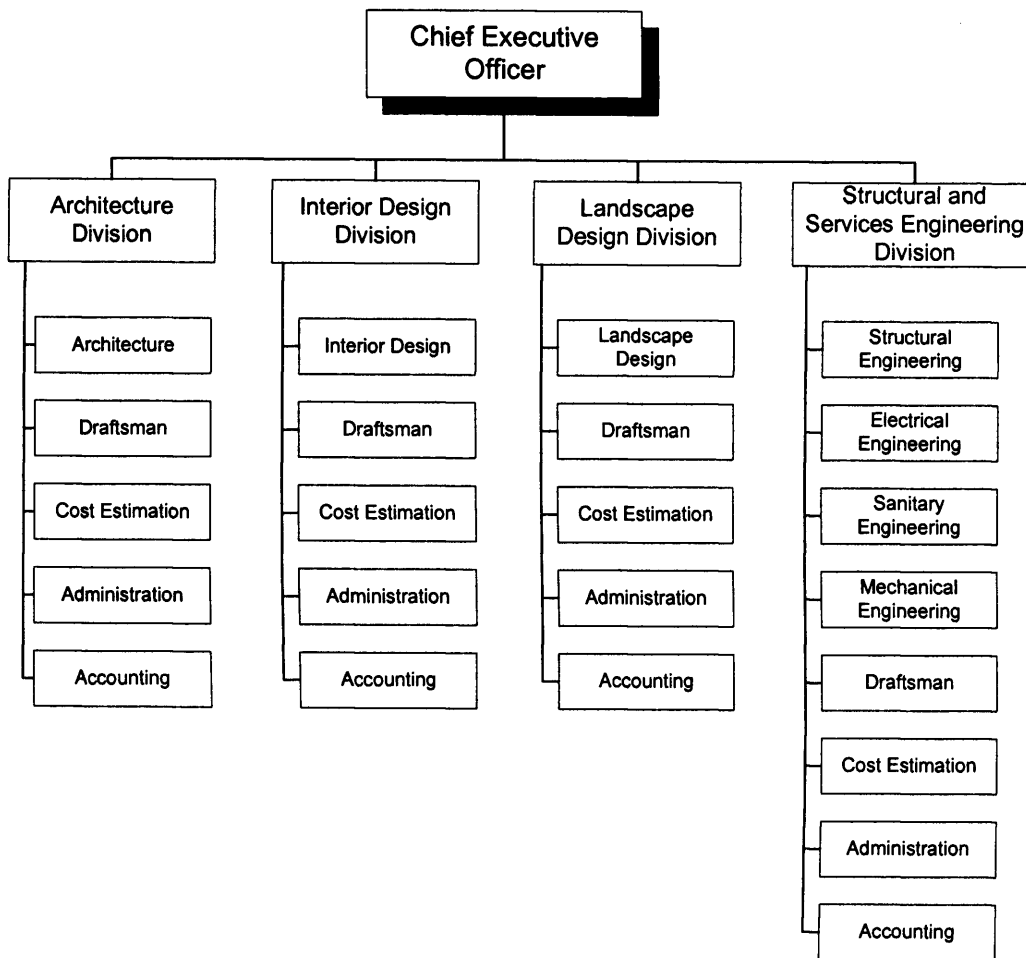 Chief Executive
Officer
Architecture
Division
Architecture
Draftsman
Cost Estimation
Administration
Accounting
Interior Design
Division
Interior Design
Draftsman
Cost Estimation
Administration
Accounting
Landscape
Design Division
Landscape
Design
Draftsman
Cost Estimation
Administration
Accounting
Structural and
Services Engineering
Division
Structural
Engineering
Electrical
Engineering
Sanitary
Engineering
Mechanical
Engineering
Draftsman
Cost Estimation
Administration
Accounting